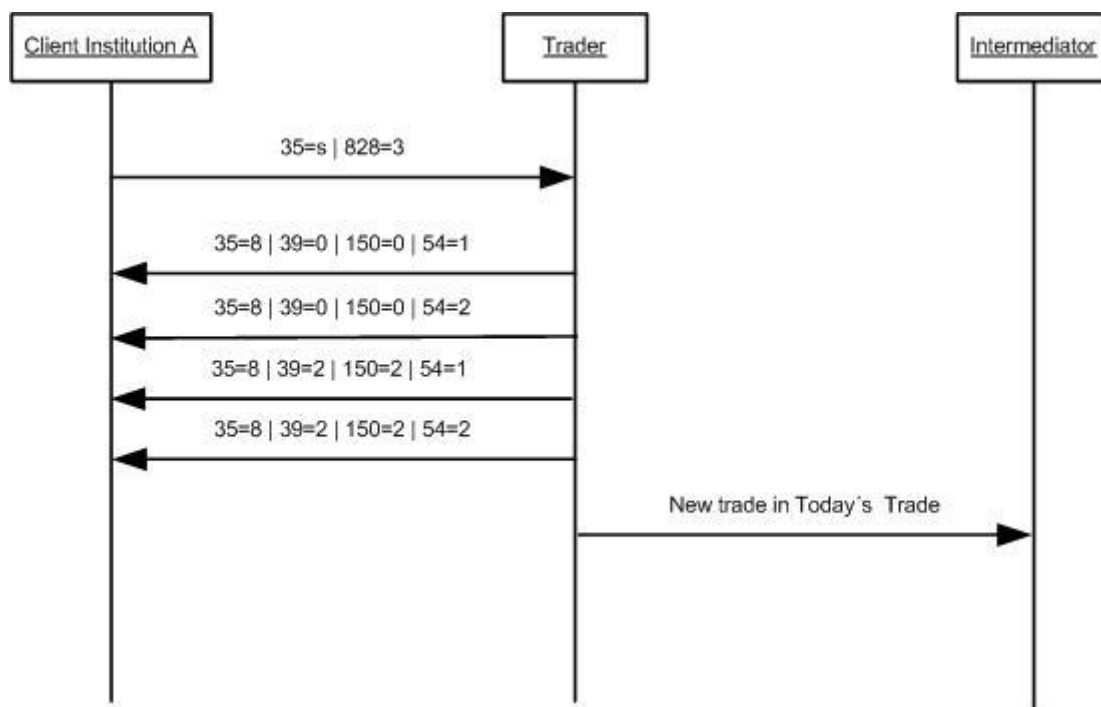 Client Institution A
Trader
Intermediator
35=s | 828=3
35=8 | 39=0 | 150=0 | 54=1
35=8 | 39=0 | 150=0 | 54=2
35=8 | 39=2 | 150=2 | 54=1
35=8 | 39=2 | 150=2 | 54=2
New trade in Today´s Trade